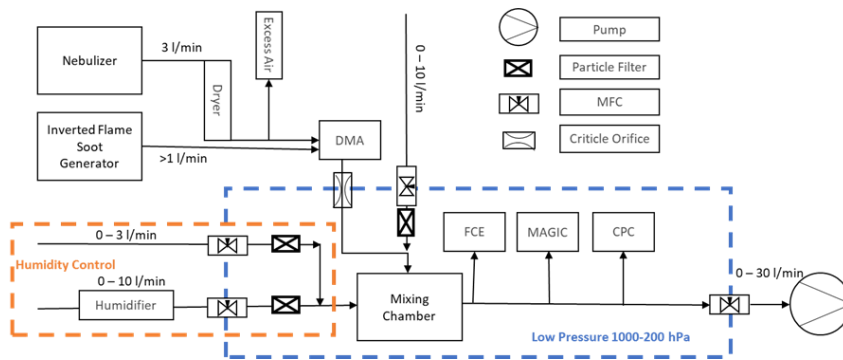 Nebulizer
3 l/min
Dryer
Excess Air
0 – 10 l/min
Pump
Particle Filter
MFC
Criticle Orifice
Inverted Flame
Soot
Generator
>1 l/min
DMA
0 – 3 l/min
Humidity Control
0 – 10 l/min
Humidifier
Mixing
Chamber
FCE
MAGIC
CPC
0 – 30 l/min
Low Pressure 1000-200 hPa